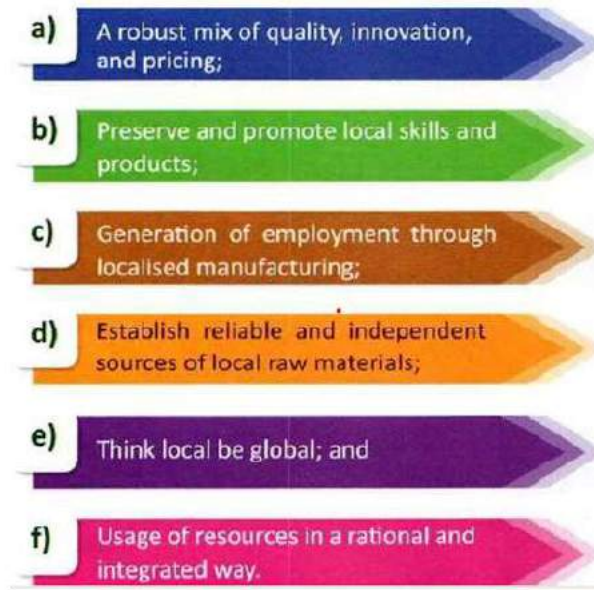 a) A robust mix of quality, innovation,
and pricing;
b) Preserve and promote local skills and
products;
c) Generation of employment through
localised manufacturing;
d) Establish reliable and independent
sources of local raw materials;
e) Think local be global; and
f) Usage of resources in a rational and
integrated way.